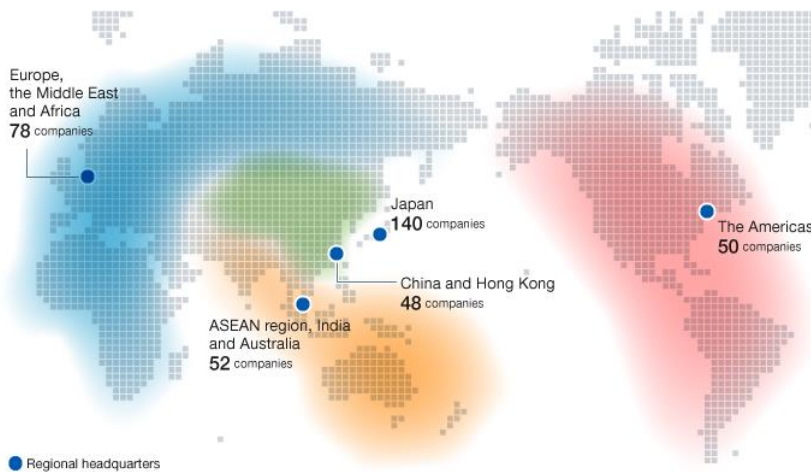 Europe,
the Middle East
and Africa
78 companies
Japan
140 companies
The Americas
50 companies
China and Hong Kong
48 companies
ASEAN region, India
and Australia
52 companies
Regional headquarters